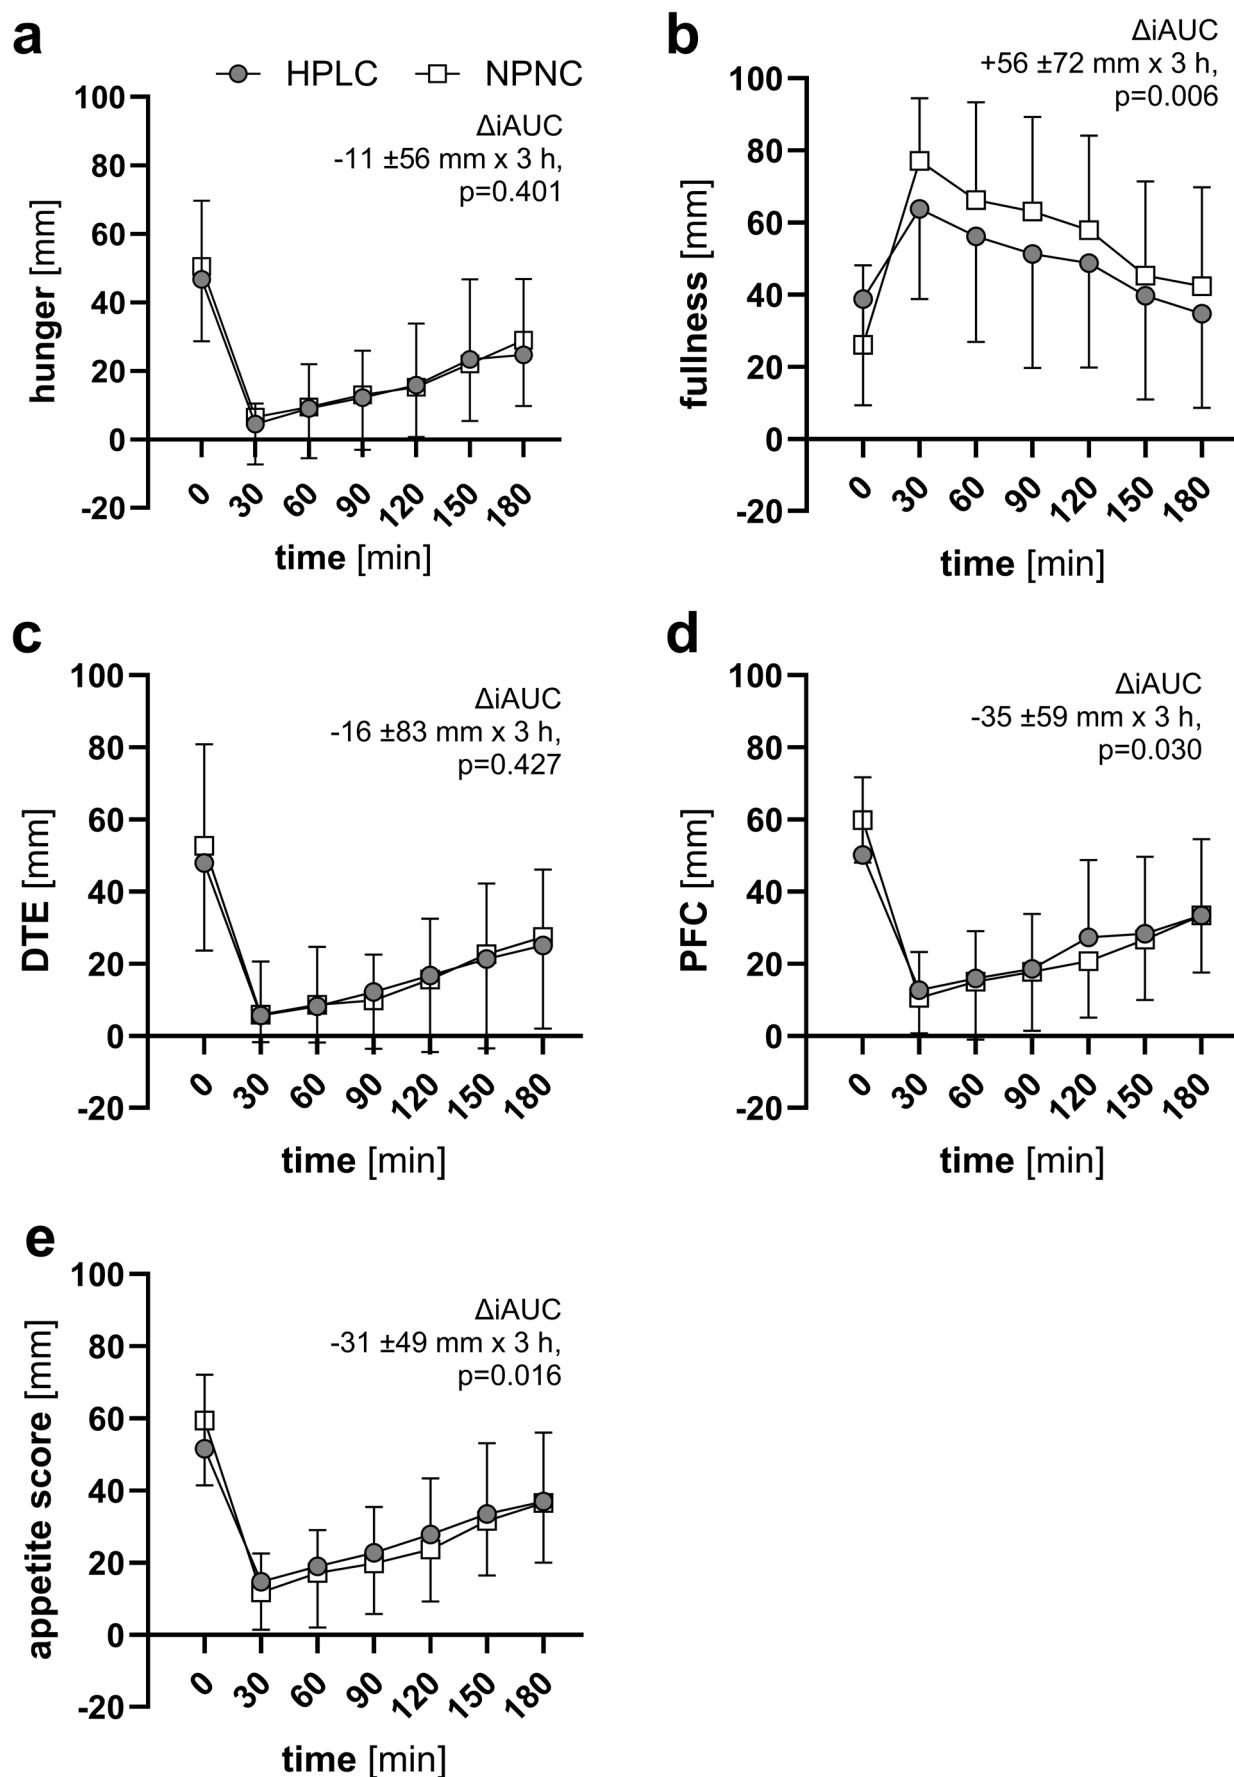 a
HPLC NPNC
ΔiAUC
-11 ±56 mm x 3 h,
p=0.401
hunger [mm]
100
80
60
40
20
0
-20
0 30 60 90 120 150 180
time [min]
b
ΔiAUC
+56 ±72 mm x 3 h,
p=0.006
fullness [mm]
100
80
60
40
20
0
-20
0 30 60 90 120 150 180
time [min]
c
ΔiAUC
-16 ±83 mm x 3 h,
p=0.427
DTE [mm]
100
80
60
40
20
0
-20
0 30 60 90 120 150 180
time [min]
d
ΔiAUC
-35 ±59 mm x 3 h,
p=0.030
PFC [mm]
100
80
60
40
20
0
-20
0 30 60 90 120 150 180
time [min]
e
ΔiAUC
-31 ±49 mm x 3 h,
p=0.016
appetite score [mm]
100
80
60
40
20
0
-20
0 30 60 90 120 150 180
time [min]